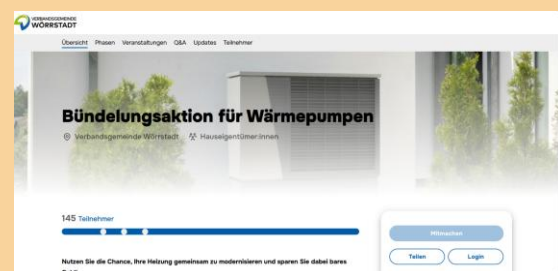 VERBANDSGEMEINDE
WÖRRSTADT
Übersicht Phasen Veranstaltungen Q&A Updates Teilnehmer
Bündelungsaktion für Wärmepumpen
Verbandsgemeinde Wörrstadt Hauseigentümer:innen
145 Teilnehmer
Mitmachen
Teilen Login
Nutzen Sie die Chance, Ihre Heizung gemeinsam zu modernisieren und sparen Sie dabei bares